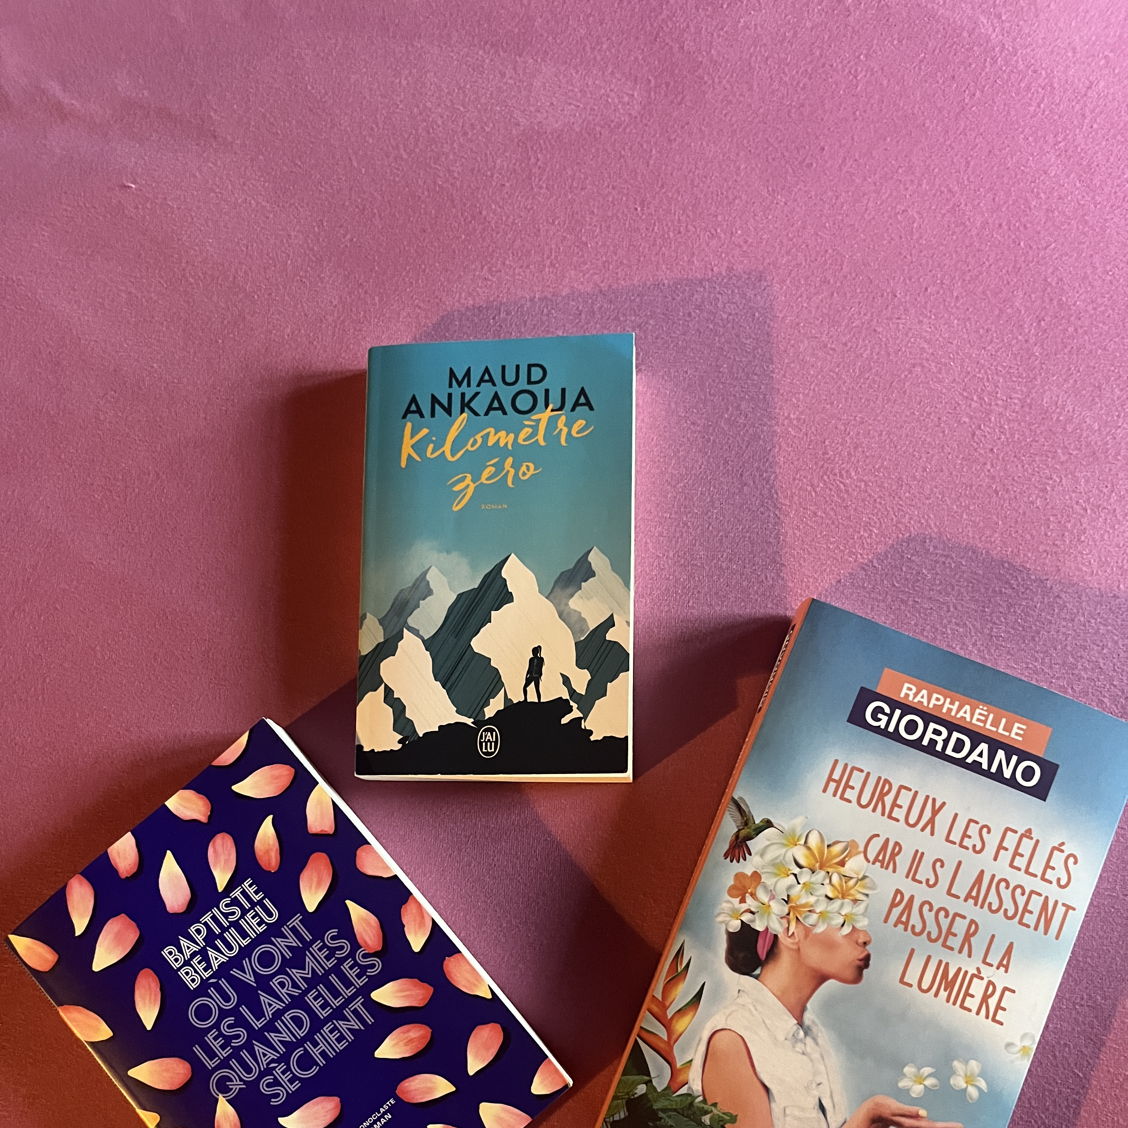 MAUD
ANKAOUA
Kilomètre
zéro
ROMAN
J'AI
LU
BAPTISTE
BEAULIEU
OÙ VONT
LES LARMES
QUAND ELLES
SÈCHENT
RAPHAËLLE
GIORDANO
HEUREUX LES FÊLÉS
CAR ILS LAISSENT
PASSER LA
LUMIÈRE